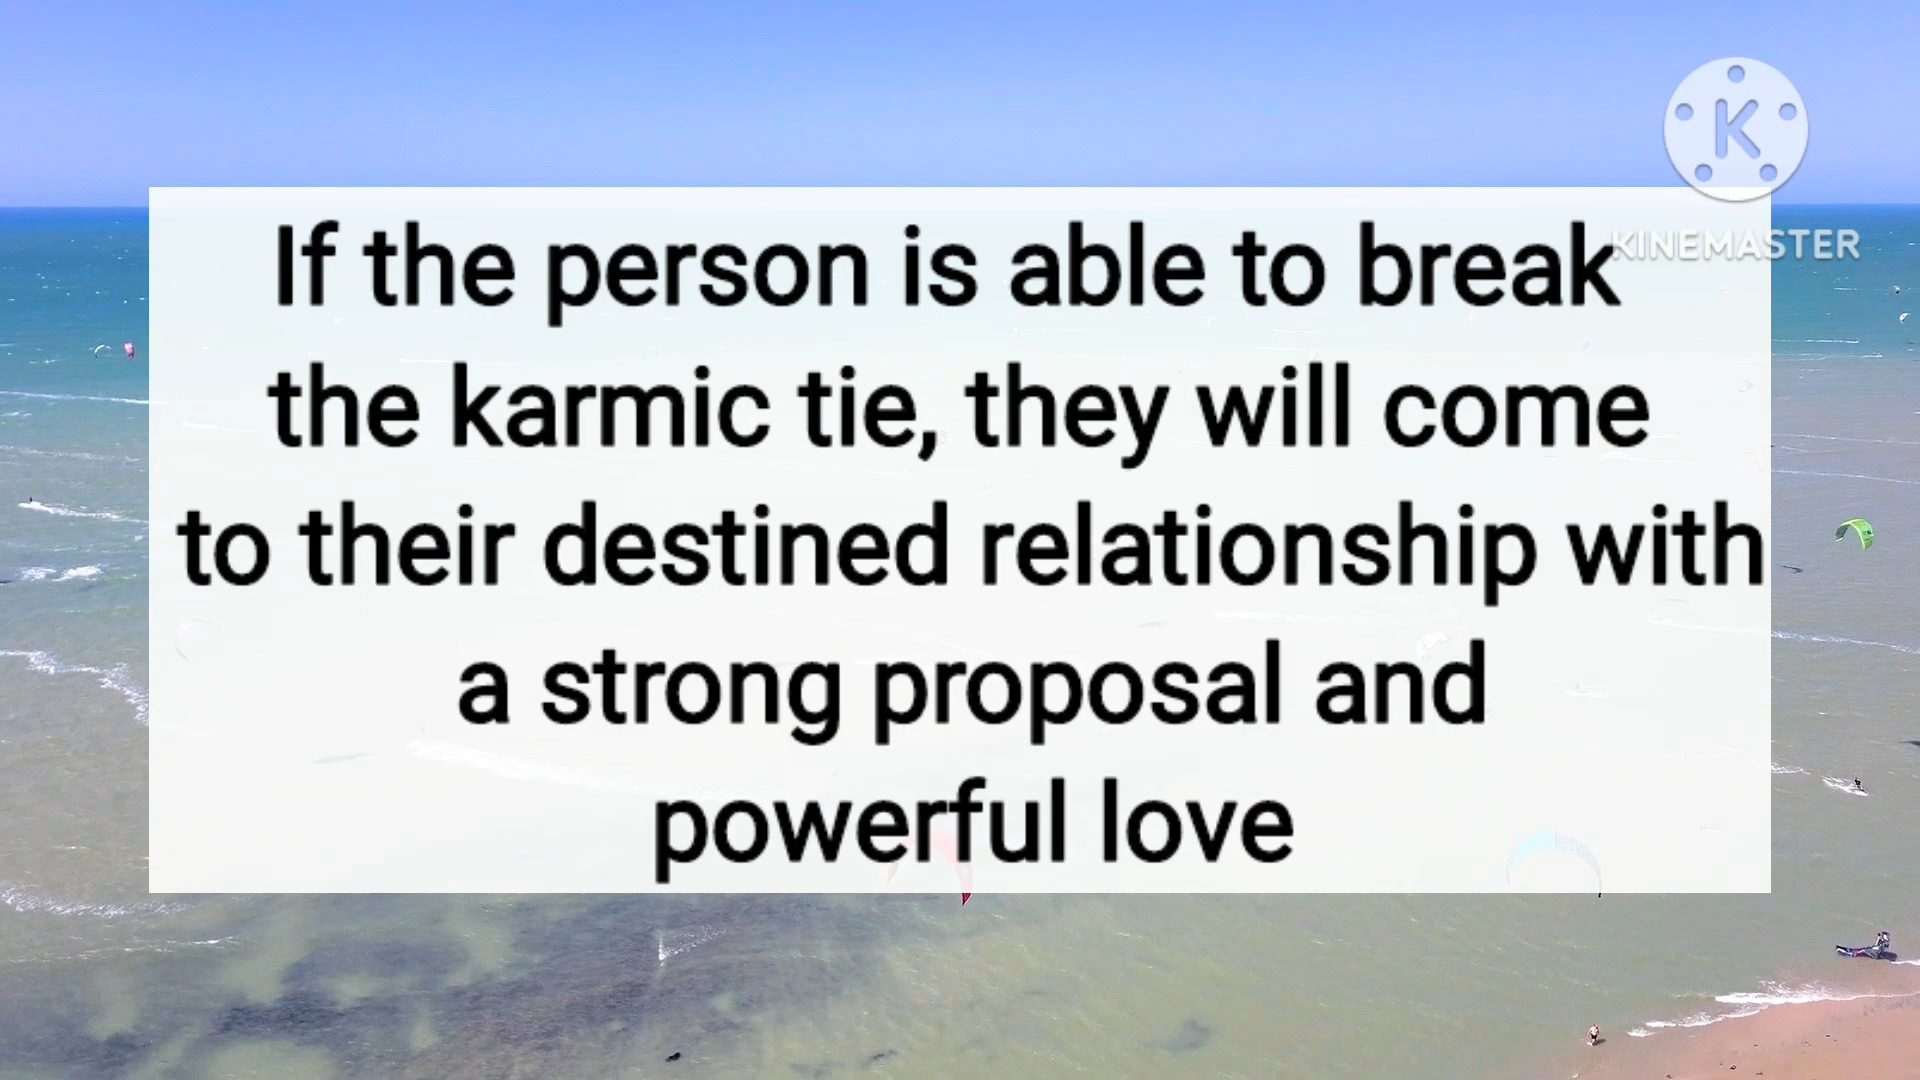 K
KINEMASTER
If the person is able to break
the karmic tie, they will come
to their destined relationship with
a strong proposal and
powerful love